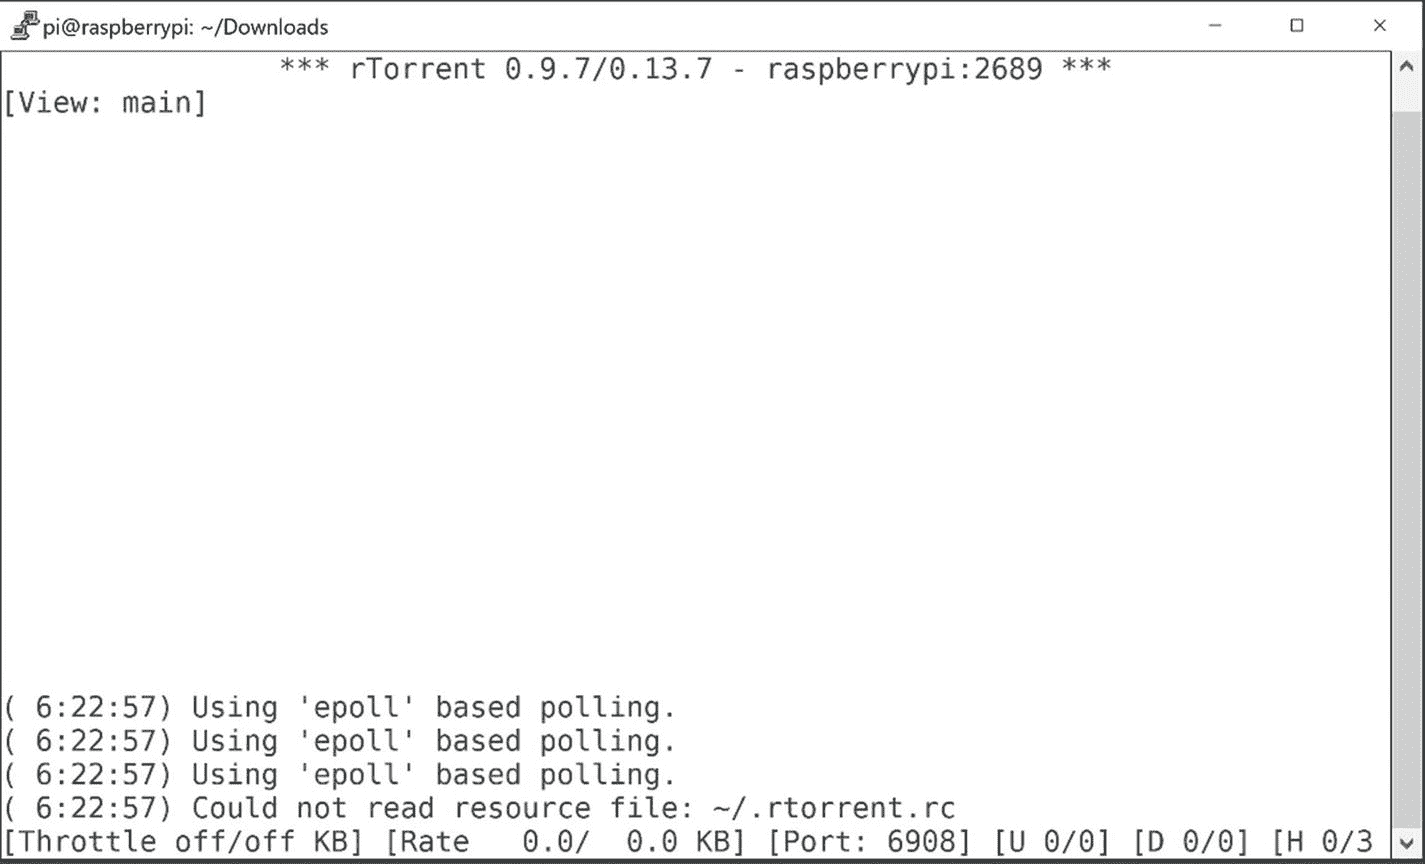 pi@raspberrypi: ~/Downloads
*** rTorrent 0.9.7/0.13.7 - raspberrypi:2689 ***
[View: main]
( 6:22:57) Using 'epoll' based polling.
( 6:22:57) Using 'epoll' based polling.
( 6:22:57) Using 'epoll' based polling.
( 6:22:57) Could not read resource file: ~/.rtorrent.rc
[Throttle off/off KB] [Rate   0.0/  0.0 KB] [Port: 6908] [U 0/0] [D 0/0] [H 0/3